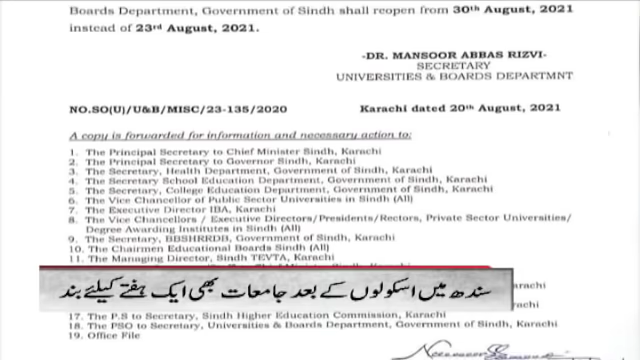 Boards Department, Government of Sindh shall reopen from 30th August, 2021
instead of 23rd August, 2021.
-DR. MANSOOR ABBAS RIZVI-
SECRETARY
UNIVERSITIES & BOARDS DEPARTMNT
NO.SO(U)/U&B/MISC/23-135/2020 Karachi dated 20th August, 2021
A copy is forwarded for information and necessary action to:
1. The Principal Secretary to Chief Minister Sindh, Karachi
2. The Principal Secretary to Governor Sindh, Karachi
3. The Secretary, Health Department, Government of Sindh, Karachi
4. The Secretary School Education Department, Government of Sindh, Karachi
5. The Secretary, College Education Department, Government of Sindh, Karachi
6. The Vice Chancellor of Public Sector Universities in Sindh (All)
7. The Executive Director IBA, Karachi
8. The Vice Chancellors / Executive Directors/Presidents/Rectors, Private Sector Universities/
Degree Awarding Institutes in Sindh (All)
9. The Secretary, BBSHRRDB, Government of Sindh, Karachi
10. The Chairmen Educational Boards Sindh (All)
11. The Managing Director, Sindh TEVTA, Karachi
سندھ میں اسکولوں کے بعد جامعات بھی ایک ہفتے کیلئے بند
arachi
17. The P.S to Secretary, Sindh Higher Education Commission, Karachi
18. The PSO to Secretary, Universities & Boards Department, Government of Sindh, Karachi
19. Office File